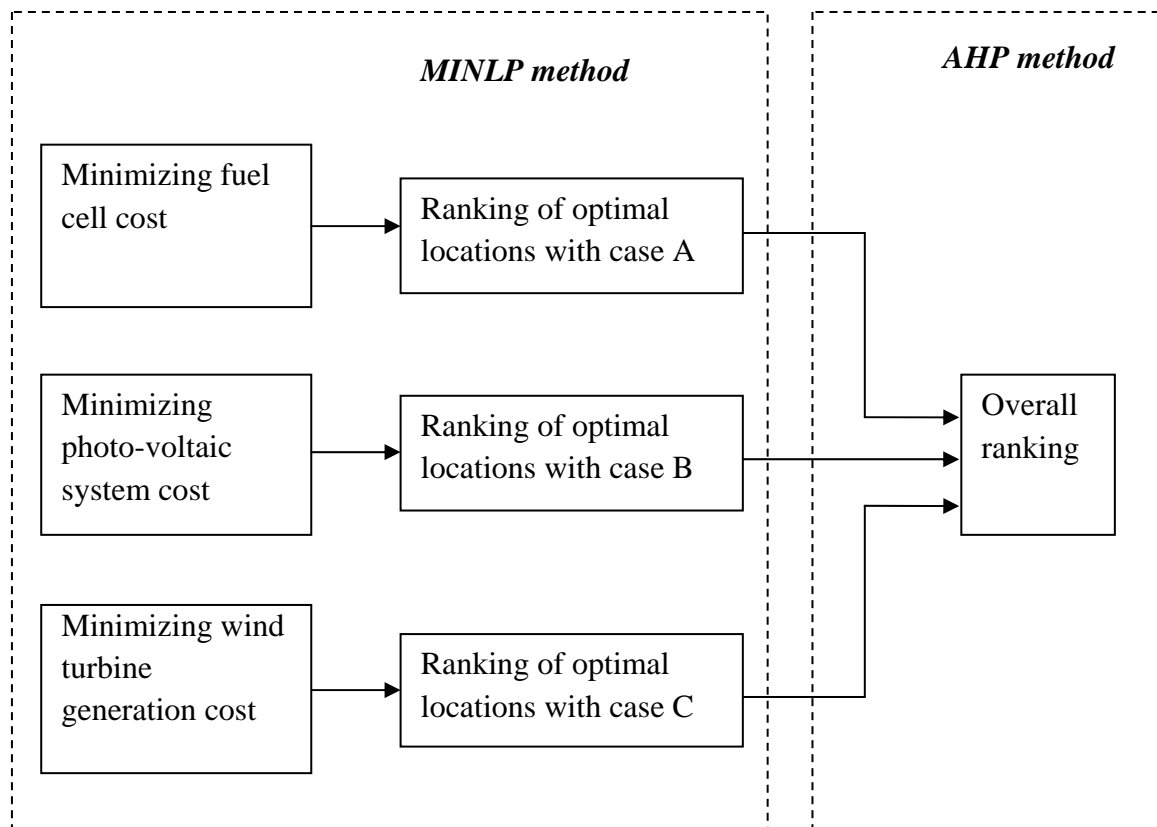 MINLP method
AHP method
Minimizing fuel
cell cost
Ranking of optimal
locations with case A
Minimizing
photo-voltaic
system cost
Ranking of optimal
locations with case B
Overall
ranking
Minimizing wind
turbine
generation cost
Ranking of optimal
locations with case C